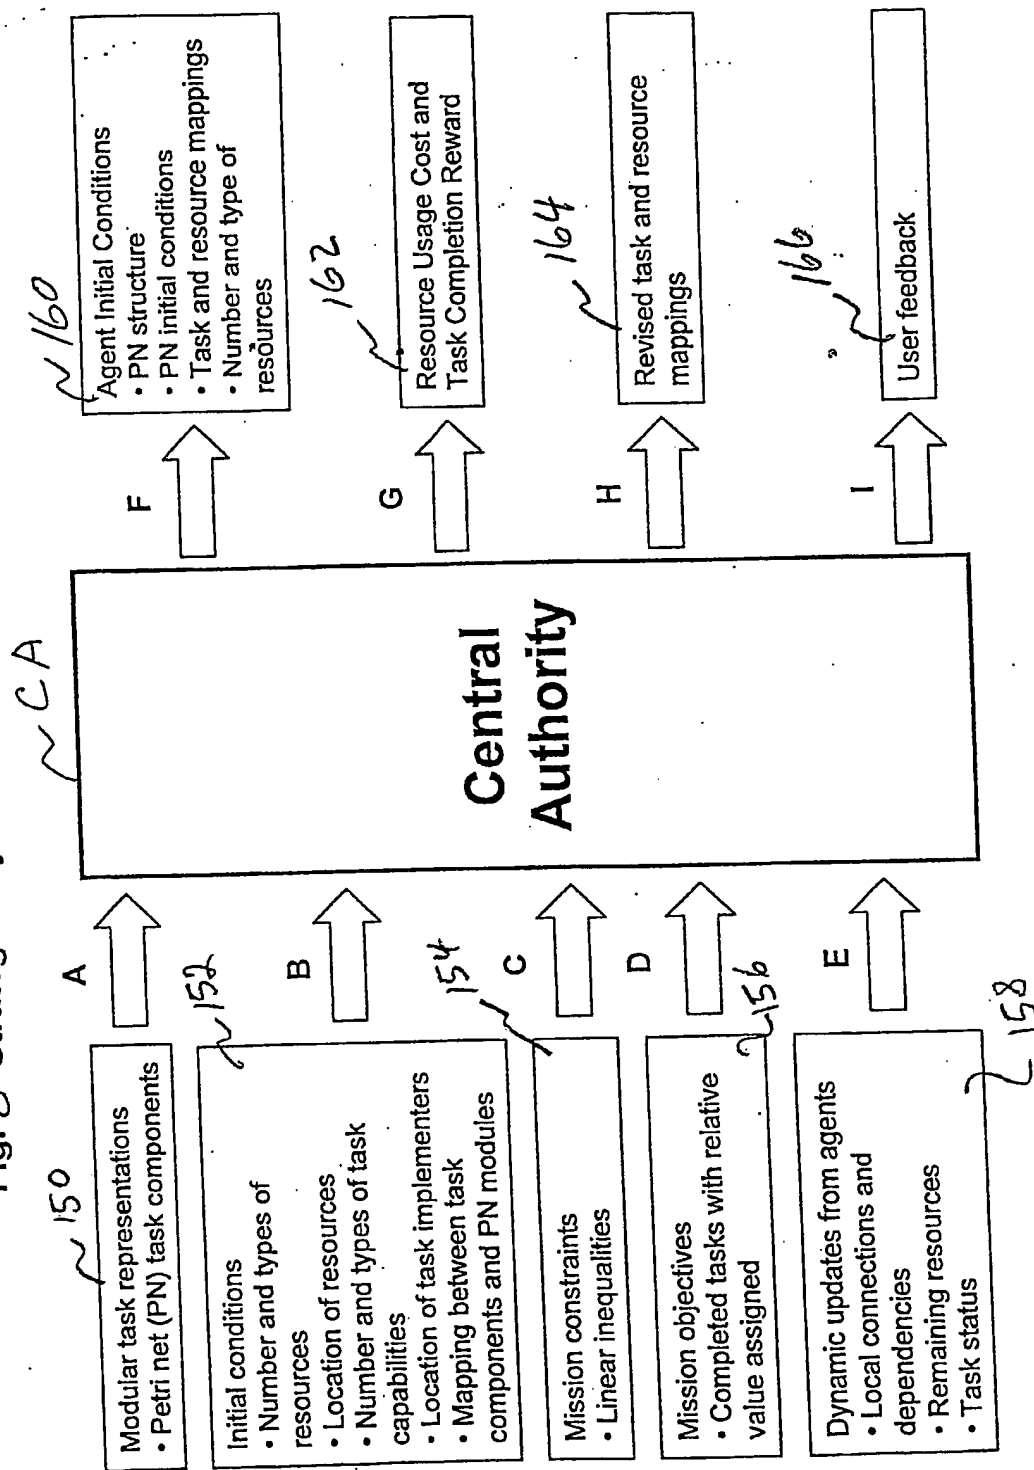 CA
A
B
C
D
E
F
G
H
I
150
Modular task representations
• Petri net (PN) task components
152
Initial conditions
• Number and types of
resources
• Location of resources
• Number and types of task
capabilities
• Location of task implementers
• Mapping between task
components and PN modules
154
Mission constraints
• Linear inequalities
156
Mission objectives
• Completed tasks with relative
value assigned
158
Dynamic updates from agents
• Local connections and
dependencies
• Remaining resources
• Task status
Central
Authority
160
Agent Initial Conditions
• PN structure
• PN initial conditions
• Task and resource mappings
• Number and type of
resources
162
Resource Usage Cost and
Task Completion Reward
164
Revised task and resource
mappings
166
User feedback